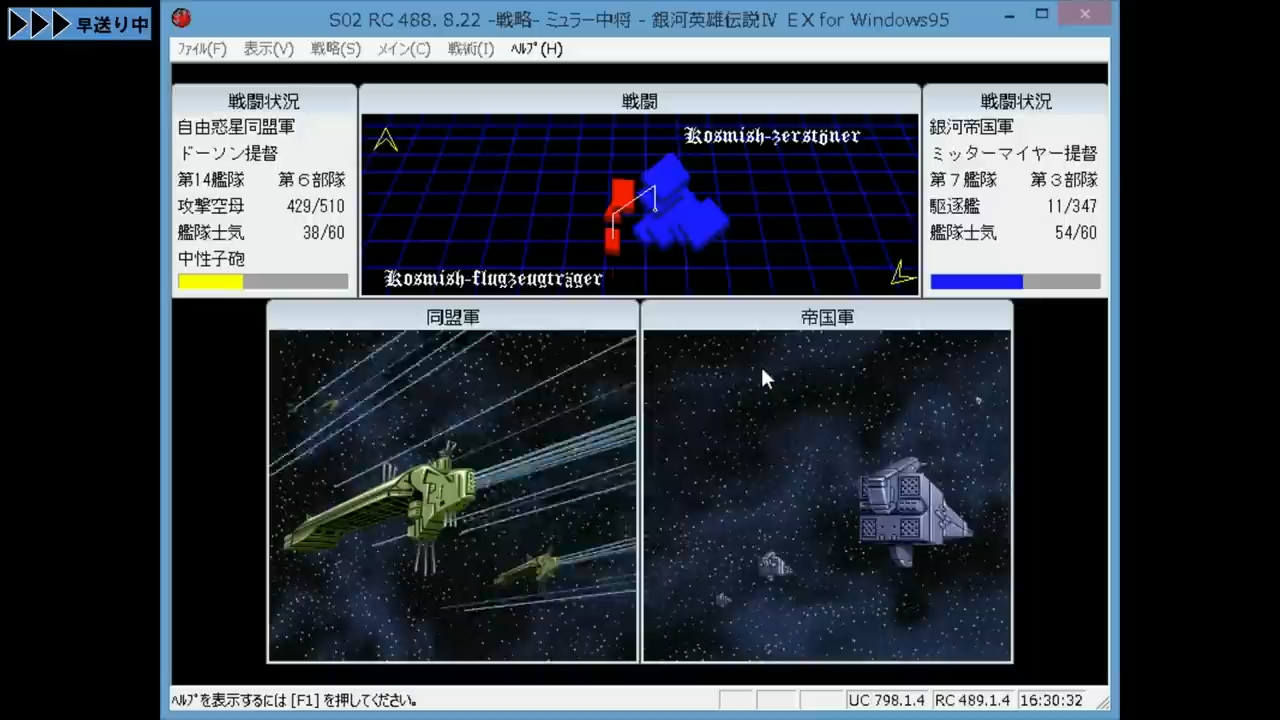 早送り中
S02 RC 488. 8.22 -戦略- ミュラー中将 - 銀河英雄伝説Ⅳ EX for Windows95
ﾌｧｲﾙ(F) 表示(V) 戦略(S) メイン(C) 戦術(I) ﾍﾙﾌﾟ(H)
戦闘状況
自由惑星同盟軍
ドーソン提督
第14艦隊 第６部隊
攻撃空母 429/510
艦隊士気 38/60
中性子砲
戦闘
Kosmish-zerstöner
Kosmish-flugzeugträger
戦闘状況
銀河帝国軍
ミッターマイヤー提督
第７艦隊 第３部隊
駆逐艦 11/347
艦隊士気 54/60
同盟軍
帝国軍
ﾍﾙﾌﾟを表示するには [F1] を押してください。
UC 798.1.4 RC 489.1.4 16:30:32